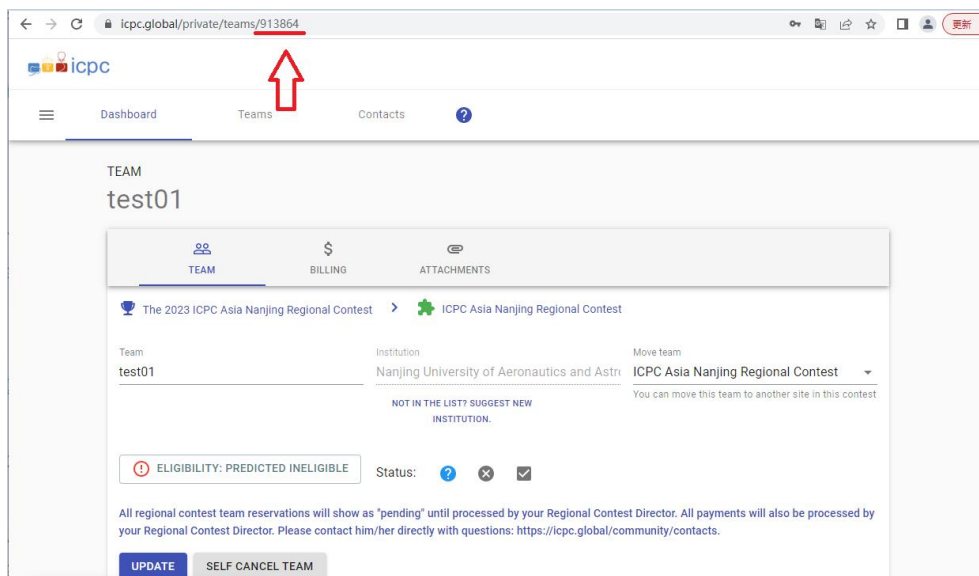 icpc.global/private/teams/913864
更新
icpc
Dashboard Teams Contacts
TEAM
test01
TEAM BILLING ATTACHMENTS
The 2023 ICPC Asia Nanjing Regional Contest > ICPC Asia Nanjing Regional Contest
Team Institution Move team
test01 Nanjing University of Aeronautics and Astr ICPC Asia Nanjing Regional Contest
You can move this team to another site in this contest
NOT IN THE LIST? SUGGEST NEW
INSTITUTION.
ELIGIBILITY: PREDICTED INELIGIBLE Status:
All regional contest team reservations will show as "pending" until processed by your Regional Contest Director. All payments will also be processed by
your Regional Contest Director. Please contact him/her directly with questions: https://icpc.global/community/contacts.
UPDATE SELF CANCEL TEAM